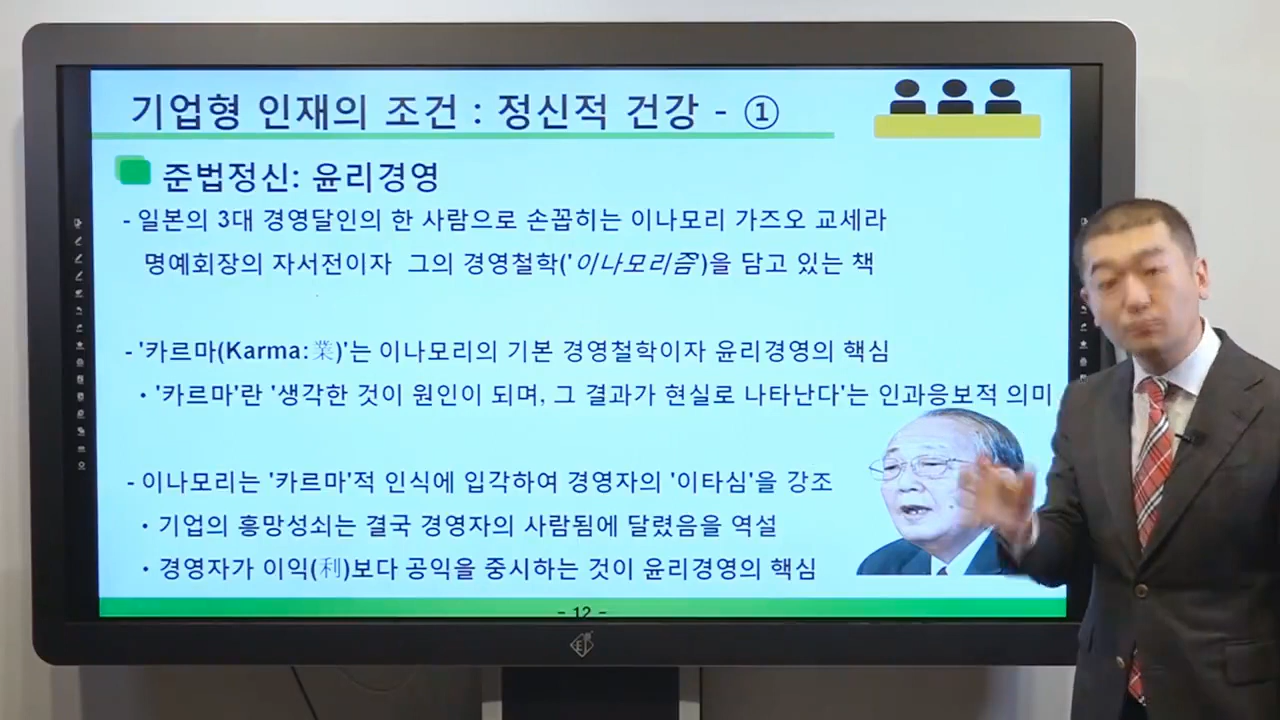 기업형 인재의 조건 : 정신적 건강 - ①
준법정신: 윤리경영
- 일본의 3대 경영달인의 한 사람으로 손꼽히는 이나모리 가즈오 교세라
명예회장의 자서전이자 그의 경영철학('이나모리즘')을 담고 있는 책
- '카르마(Karma:業)'는 이나모리의 기본 경영철학이자 윤리경영의 핵심
· '카르마'란 '생각한 것이 원인이 되며, 그 결과가 현실로 나타난다'는 인과응보적 의미
- 이나모리는 '카르마'적 인식에 입각하여 경영자의 '이타심'을 강조
· 기업의 흥망성쇠는 결국 경영자의 사람됨에 달렸음을 역설
· 경영자가 이익(利)보다 공익을 중시하는 것이 윤리경영의 핵심
- 12 -